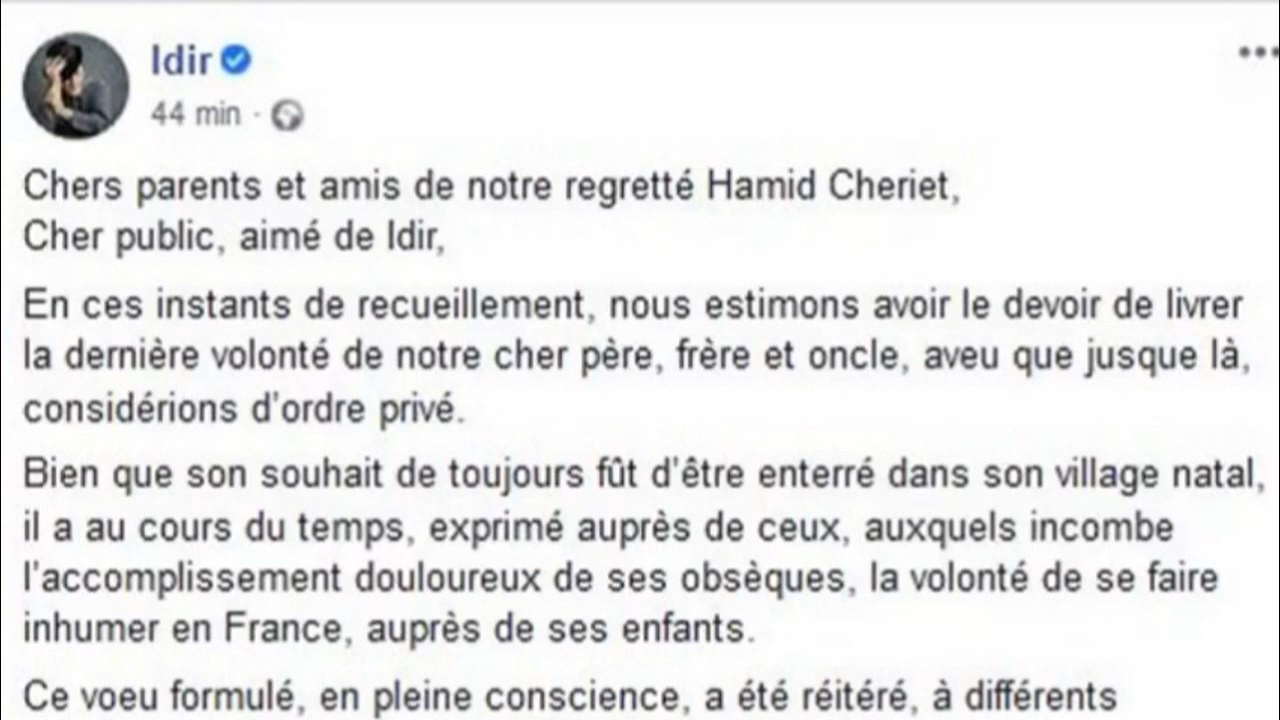 Idir
44 min ·
Chers parents et amis de notre regretté Hamid Cheriet,
Cher public, aimé de Idir,
En ces instants de recueillement, nous estimons avoir le devoir de livrer
la dernière volonté de notre cher père, frère et oncle, aveu que jusque là,
considérions d'ordre privé.
Bien que son souhait de toujours fût d'être enterré dans son village natal,
il a au cours du temps, exprimé auprès de ceux, auxquels incombe
l'accomplissement douloureux de ses obsèques, la volonté de se faire
inhumer en France, auprès de ses enfants.
Ce voeu formulé, en pleine conscience, a été réitéré, à différents